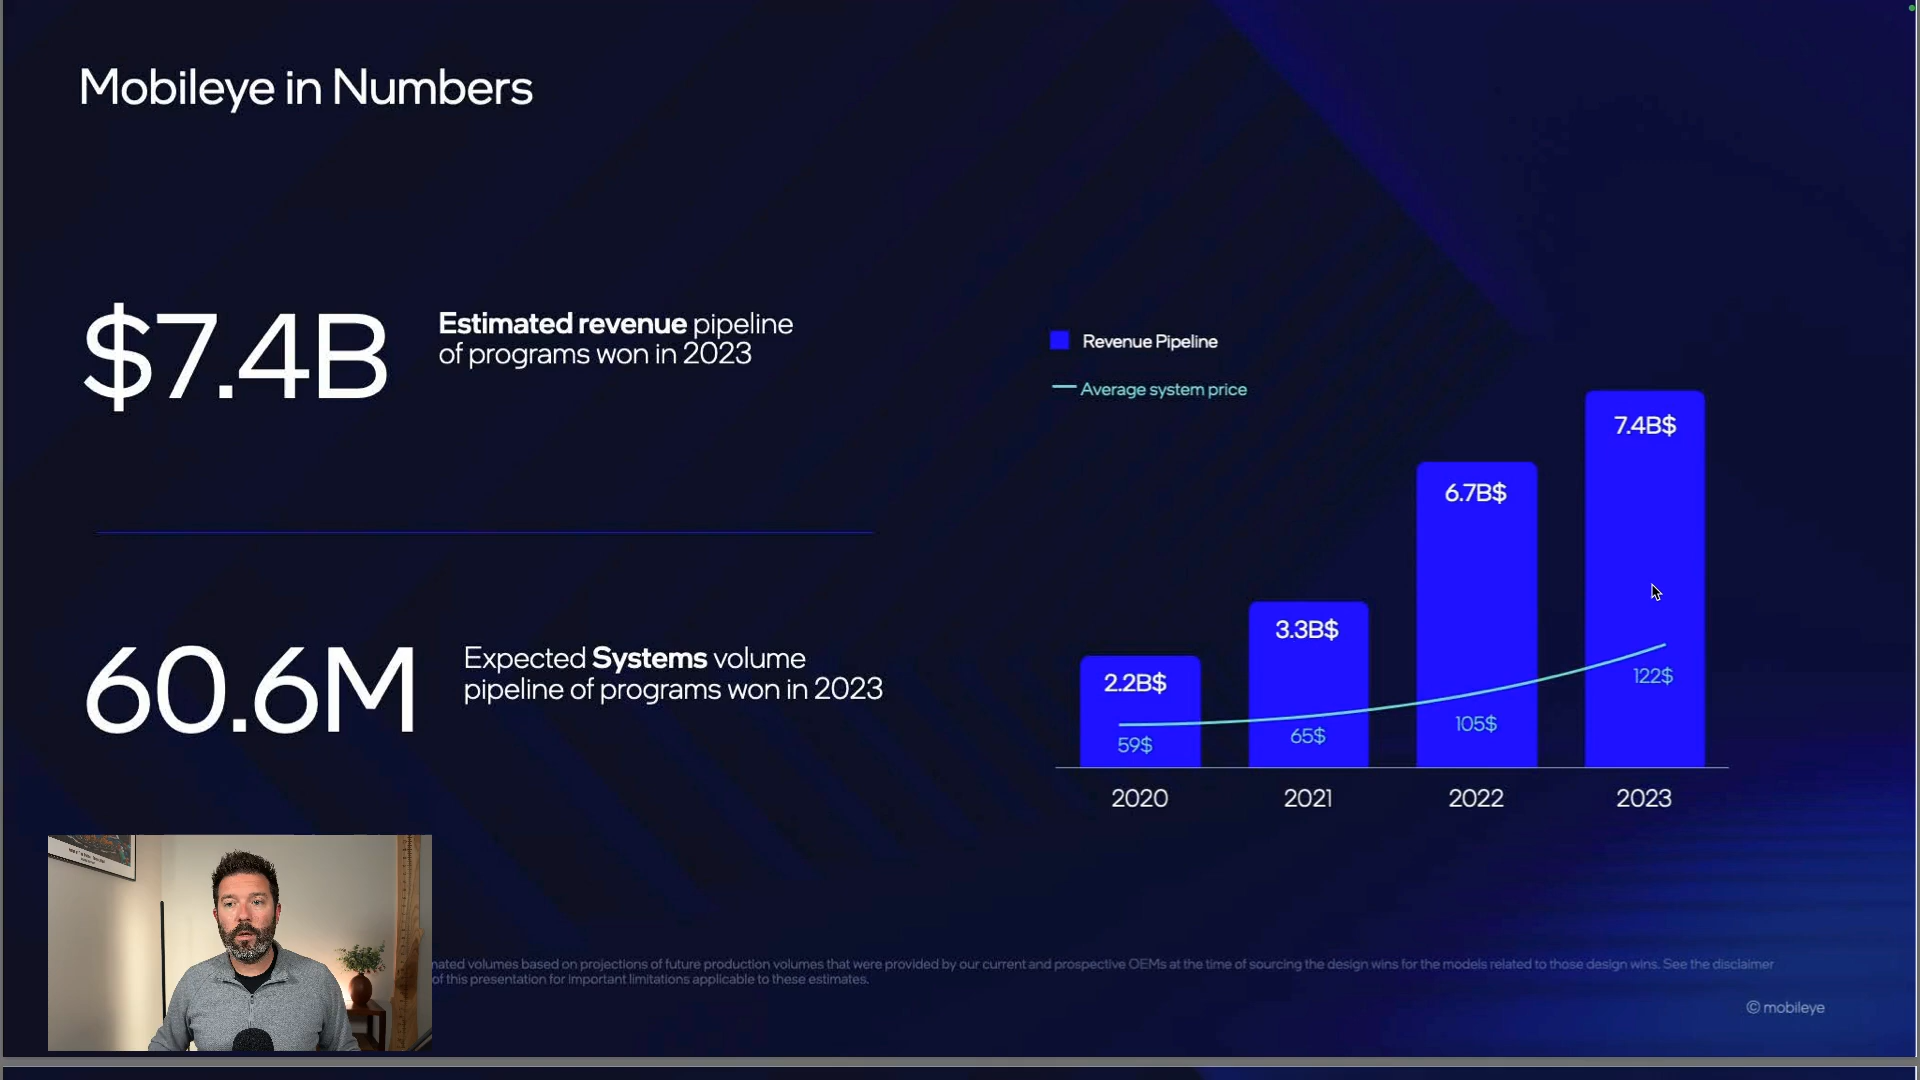 Mobileye in Numbers
$7.4B
Estimated revenue pipeline
of programs won in 2023
60.6M
Expected Systems volume
pipeline of programs won in 2023
Revenue Pipeline
Average system price
2.2B$
3.3B$
6.7B$
7.4B$
59$
65$
105$
122$
2020
2021
2022
2023
volumes based on projections of future production volumes that were provided by our current and prospective OEMs at the time of sourcing the design wins for the models related to those design wins. See the disclaimer
of this presentation for important limitations applicable to these estimates.
© mobileye